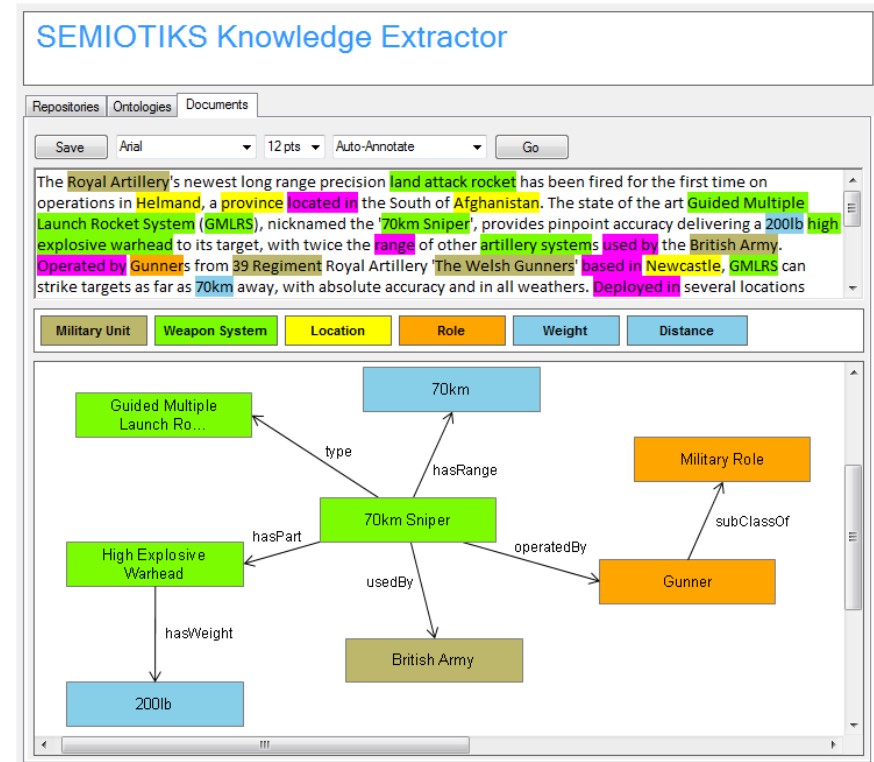 SEMIOTIKS Knowledge Extractor
Repositories Ontologies Documents
Save Arial 12 pts Auto-Annotate Go
The Royal Artillery's newest long range precision land attack rocket has been fired for the first time on
operations in Helmand, a province located in the South of Afghanistan. The state of the art Guided Multiple
Launch Rocket System (GMLRS), nicknamed the '70km Sniper', provides pinpoint accuracy delivering a 200lb high
explosive warhead to its target, with twice the range of other artillery systems used by the British Army.
Operated by Gunners from 39 Regiment Royal Artillery 'The Welsh Gunners' based in Newcastle, GMLRS can
strike targets as far as 70km away, with absolute accuracy and in all weathers. Deployed in several locations
Military Unit Weapon System Location Role Weight Distance
70km
Guided Multiple
Launch Ro...
type
hasRange
Military Role
70km Sniper
subClassOf
hasPart
operatedBy
High Explosive
Warhead
usedBy
Gunner
hasWeight
British Army
200lb